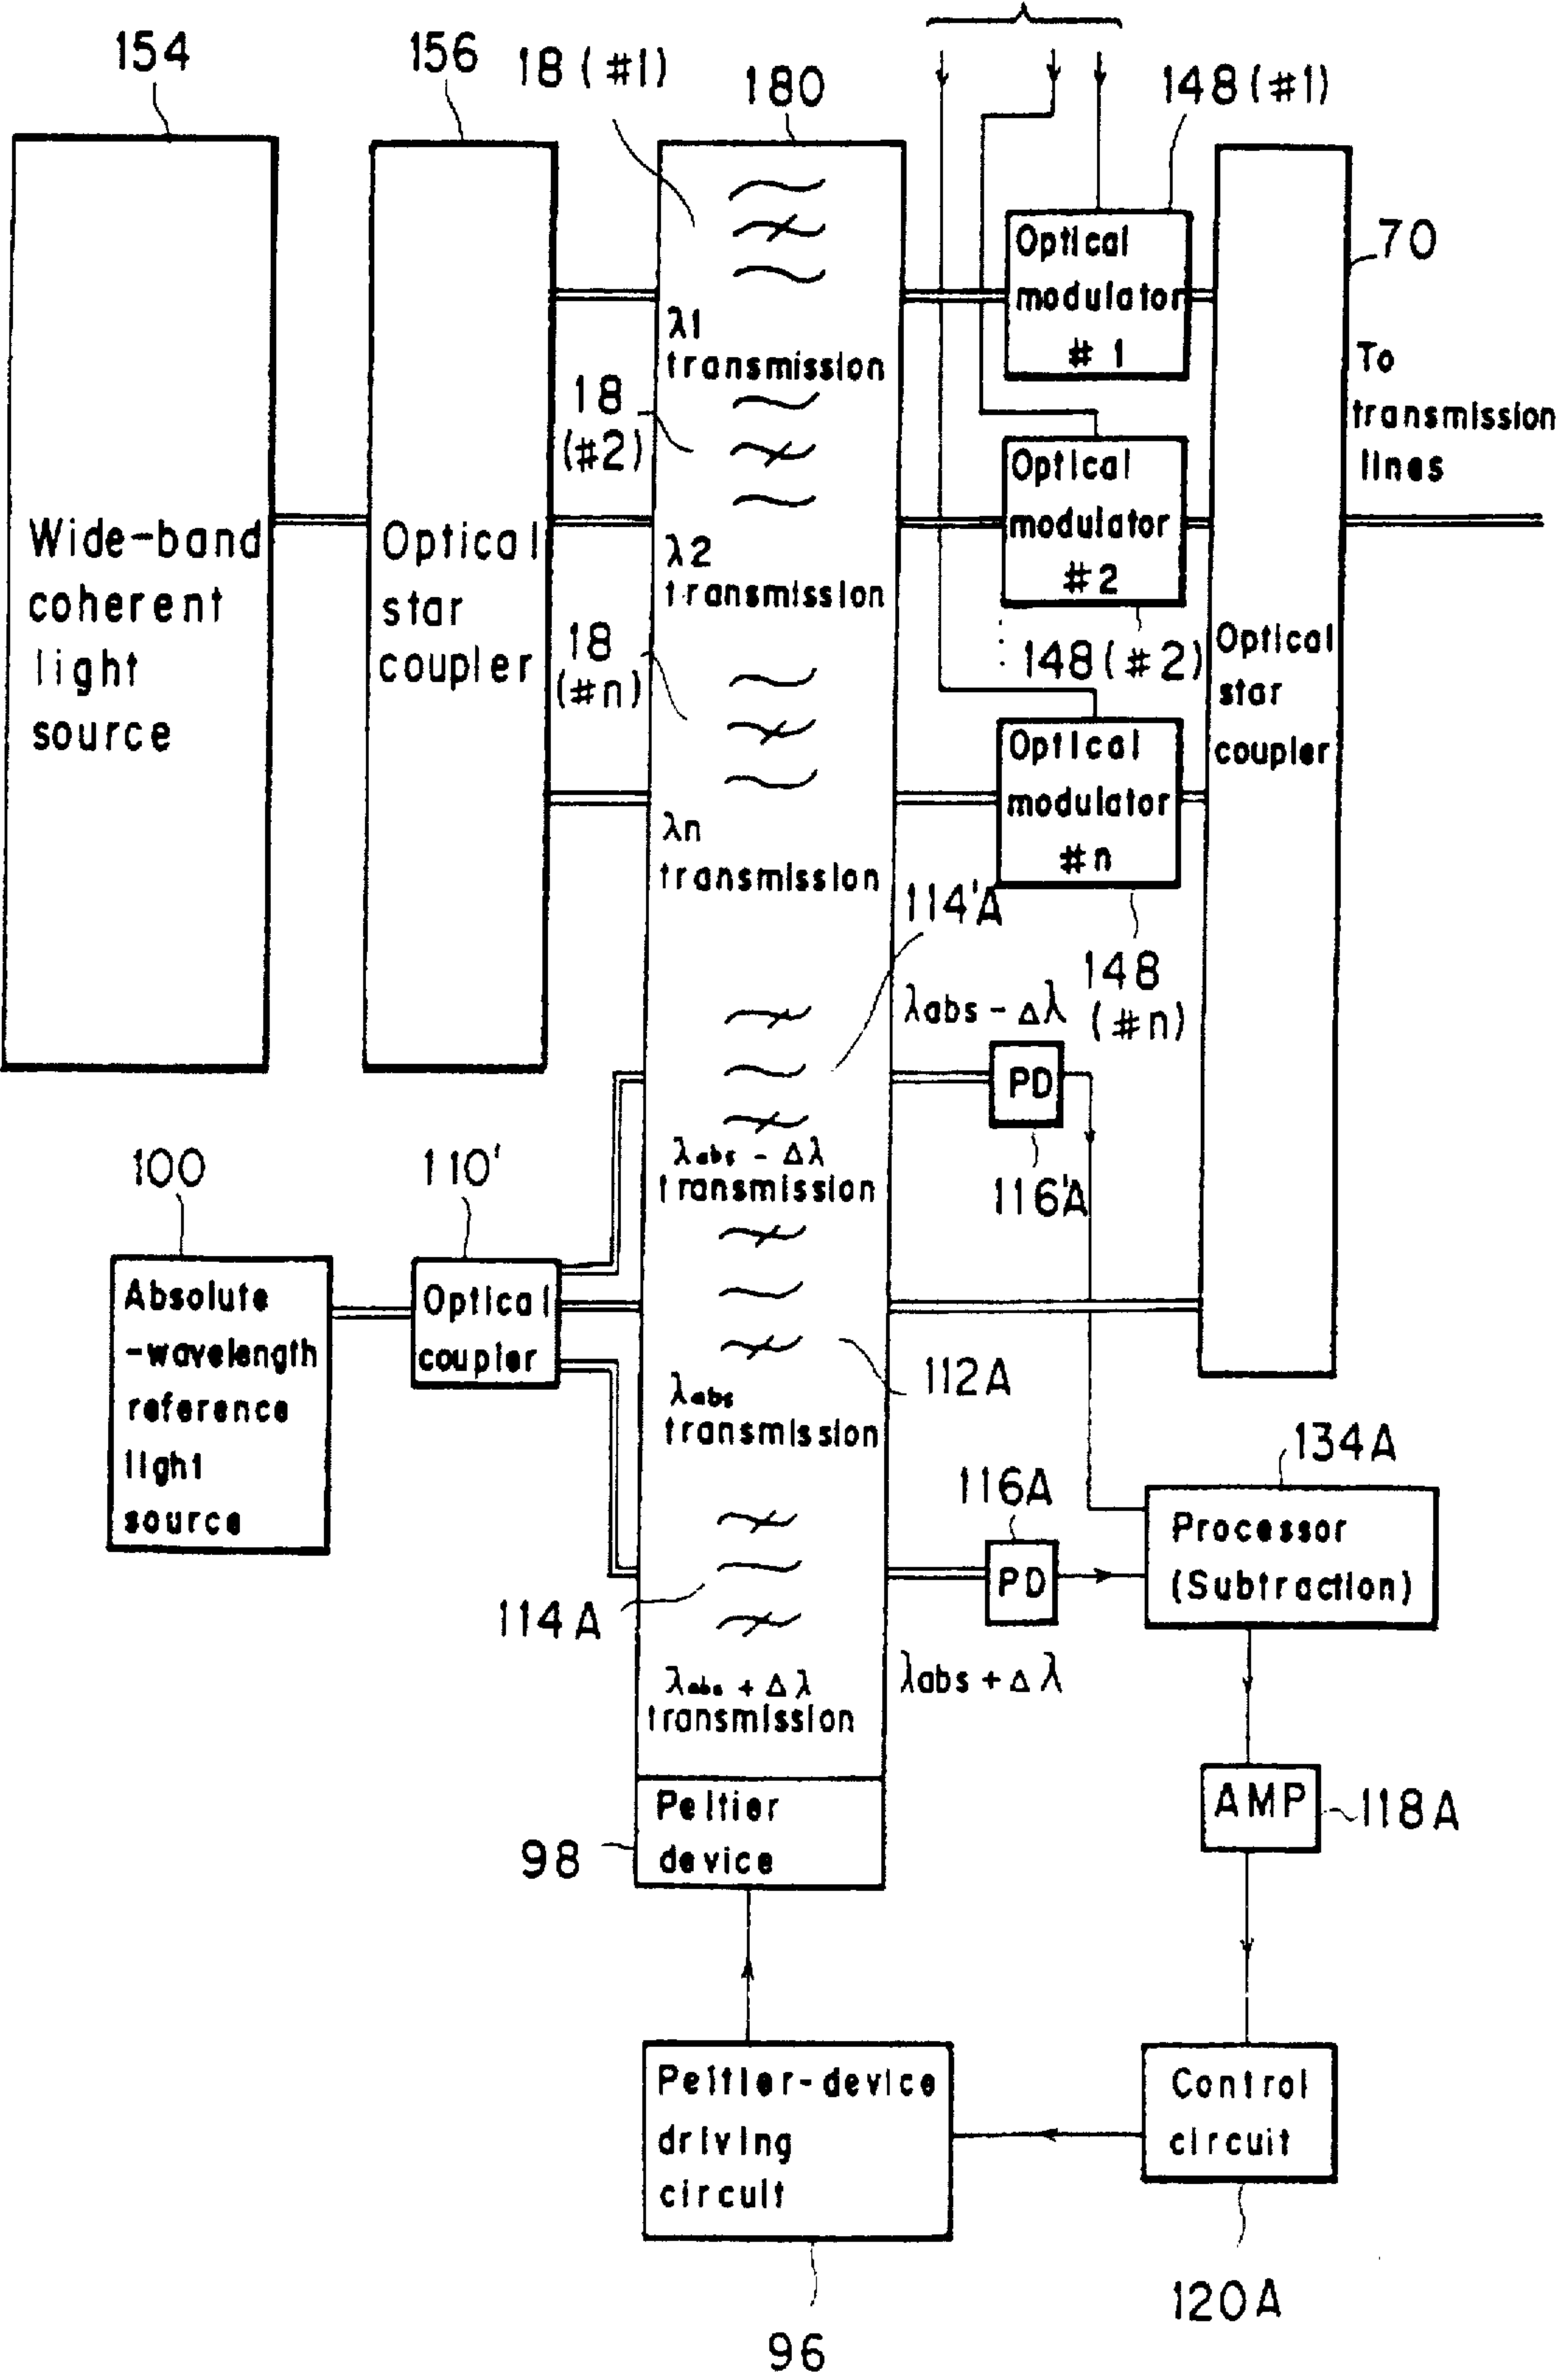 154
156
18 (#1)
180
148(#1)
Wide-band
coherent
light
source
Optical
star
coupler
λ1
transmission
18
(#2)
λ2
transmission
18
(#n)
λn
transmission
Optical
modulator
# 1
Optical
modulator
#2
148(#2)
Optical
modulator
#n
148
(#n)
Optical
star
coupler
70
To
transmission
lines
114'A
λabs - Δλ
PD
116'A
λabs - Δλ
transmission
100
110'
Absolute
-wavelength
reference
light
source
Optical
coupler
112A
λabs
transmission
116A
PD
134A
Processor
(Subtraction)
114A
λabs + Δλ
λabs + Δλ
transmission
Peltier
device
98
AMP
118A
Peltier-device
driving
circuit
Control
circuit
120A
96